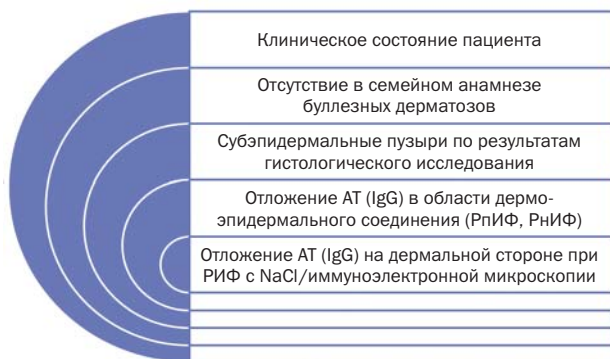 Клиническое состояние пациента
Отсутствие в семейном анамнезе
буллезных дерматозов
Субэпидермальные пузыри по результатам
гистологического исследования
Отложение АТ (IgG) в области дермо-
эпидермального соединения (РпИФ, РнИФ)
Отложение АТ (IgG) на дермальной стороне при
РИФ с NaCl/иммуноэлектронной микроскопии